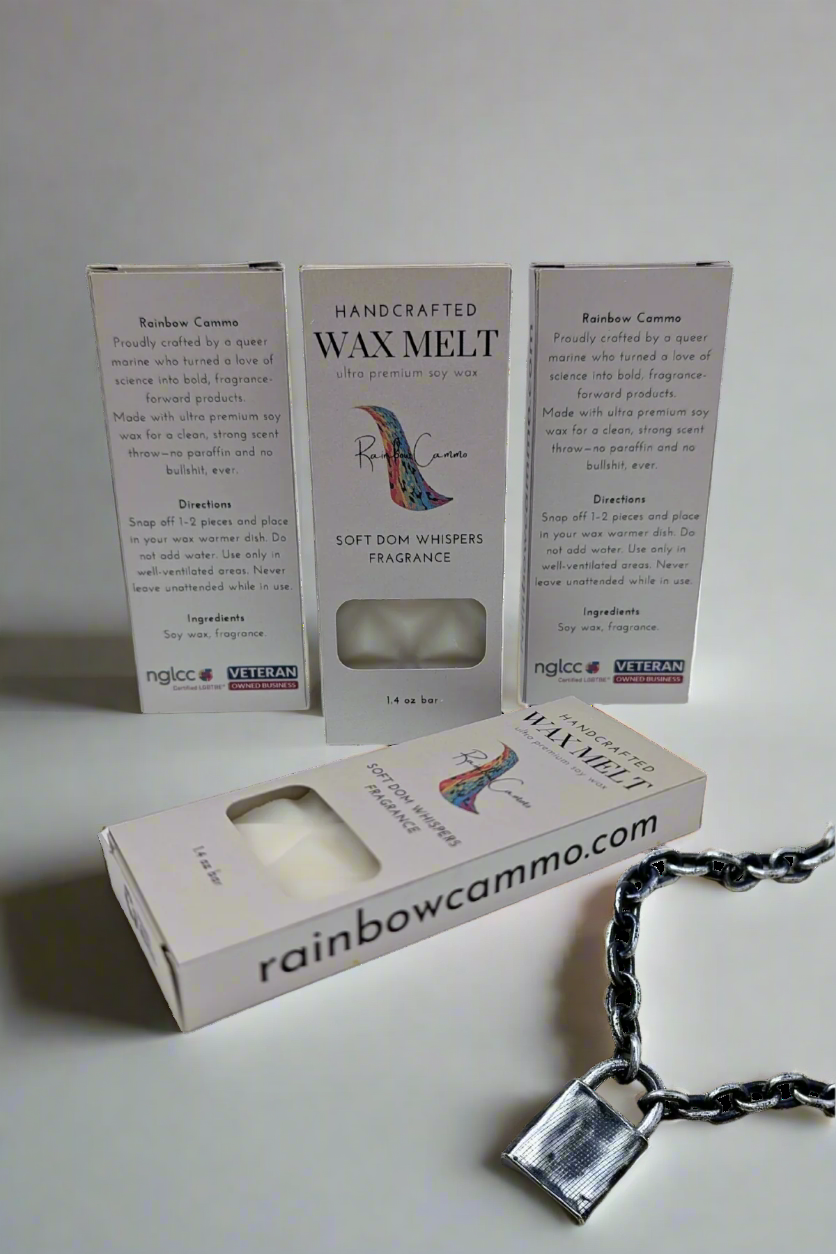 Rainbow Cammo
Proudly crafted by a queer
marine who turned a love of
science into bold, fragrance-
forward products.
Made with ultra premium soy
wax for a clean, strong scent
throw—no paraffin and no
bullshit, ever.
Directions
Snap off 1-2 pieces and place
in your wax warmer dish. Do
not add water. Use only in
well-ventilated areas. Never
leave unattended while in use.
Ingredients
Soy wax, fragrance.
nglcc
Certified LGBTBE™
VETERAN
OWNED BUSINESS
HANDCRAFTED
WAX MELT
ultra premium soy wax
Rainbow Cammo
SOFT DOM WHISPERS
FRAGRANCE
1.4 oz bar
Rainbow Cammo
Proudly crafted by a queer
marine who turned a love of
science into bold, fragrance-
forward products.
Made with ultra premium soy
wax for a clean, strong scent
throw—no paraffin and no
bullshit, ever.
Directions
Snap off 1-2 pieces and place
in your wax warmer dish. Do
not add water. Use only in
well-ventilated areas. Never
leave unattended while in use.
Ingredients
Soy wax, fragrance.
nglcc
Certified LGBTBE™
VETERAN
OWNED BUSINESS
HANDCRAFTED
WAX MELT
ultra premium soy wax
Rainbow Cammo
SOFT DOM WHISPERS
FRAGRANCE
1.4 oz bar
rainbowcammo.com